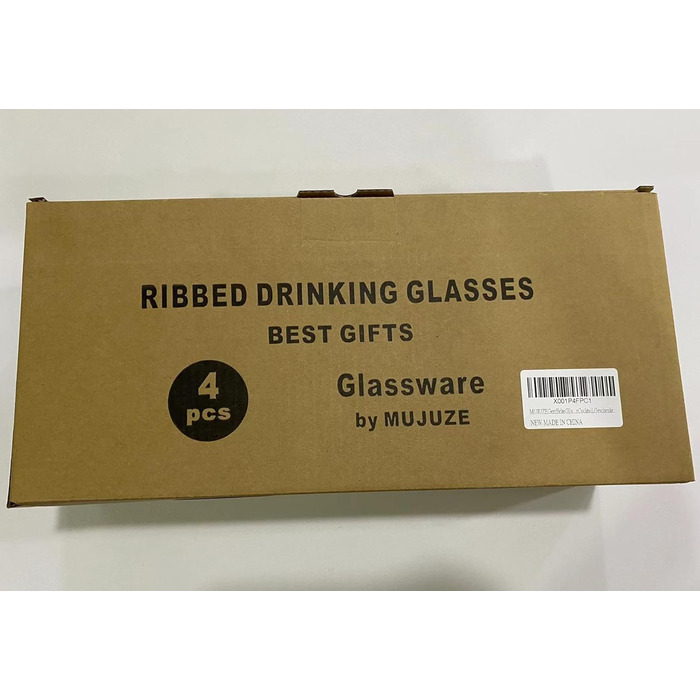 RIBBED DRINKING GLASSES
BEST GIFTS
4
pcs
Glassware
by MUJUZE
X001P4FPC1
NEW MADE IN CHINA